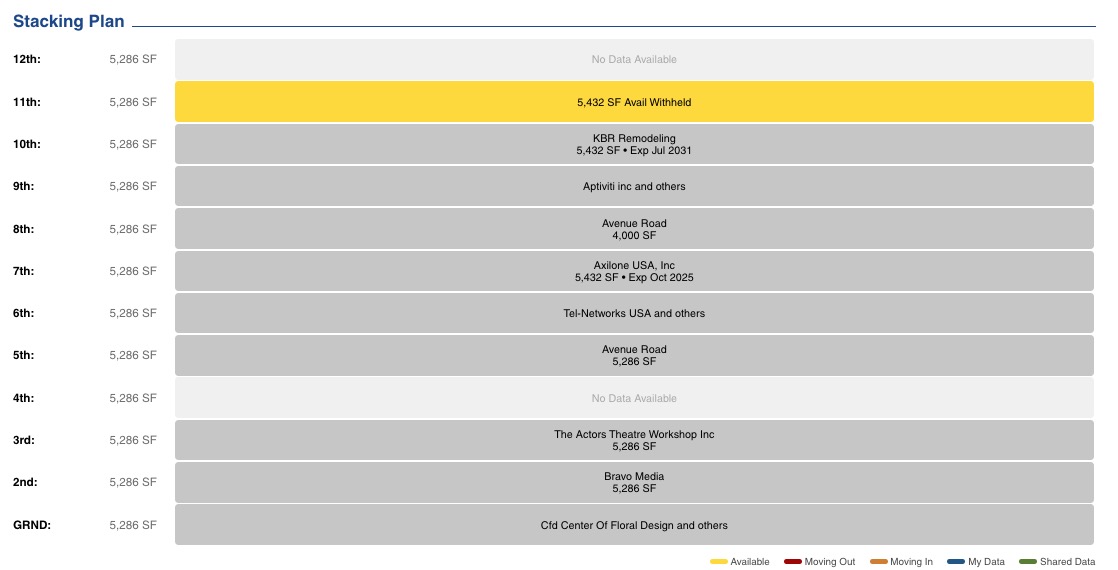 Stacking Plan
12th: 5,286 SF No Data Available
11th: 5,286 SF 5,432 SF Avail Withheld
10th: 5,286 SF KBR Remodeling
5,432 SF • Exp Jul 2031
9th: 5,286 SF Aptiviti inc and others
8th: 5,286 SF Avenue Road
4,000 SF
7th: 5,286 SF Axilone USA, Inc
5,432 SF • Exp Oct 2025
6th: 5,286 SF Tel-Networks USA and others
5th: 5,286 SF Avenue Road
5,286 SF
4th: 5,286 SF No Data Available
3rd: 5,286 SF The Actors Theatre Workshop Inc
5,286 SF
2nd: 5,286 SF Bravo Media
5,286 SF
GRND: 5,286 SF Cfd Center Of Floral Design and others
Available Moving Out Moving In My Data Shared Data